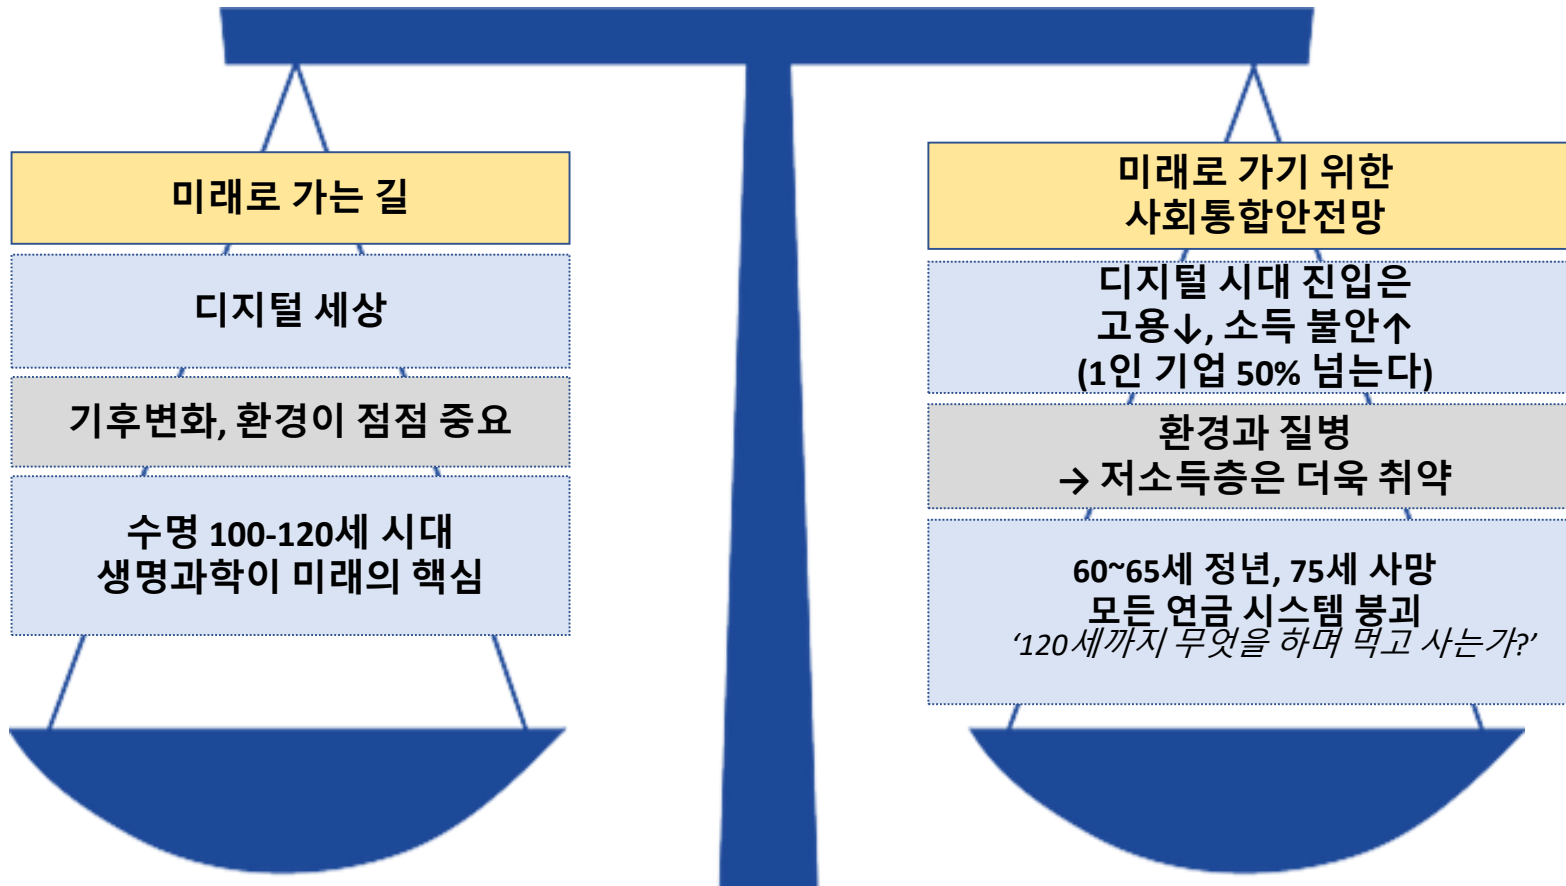 미래로 가는 길
디지털 세상
기후변화, 환경이 점점 중요
수명 100-120세 시대
생명과학이 미래의 핵심
미래로 가기 위한
사회통합안전망
디지털 시대 진입은
고용↓, 소득 불안↑
(1인 기업 50% 넘는다)
환경과 질병
→ 저소득층은 더욱 취약
60~65세 정년, 75세 사망
모든 연금 시스템 붕괴
‘120세까지 무엇을 하며 먹고 사는가?’